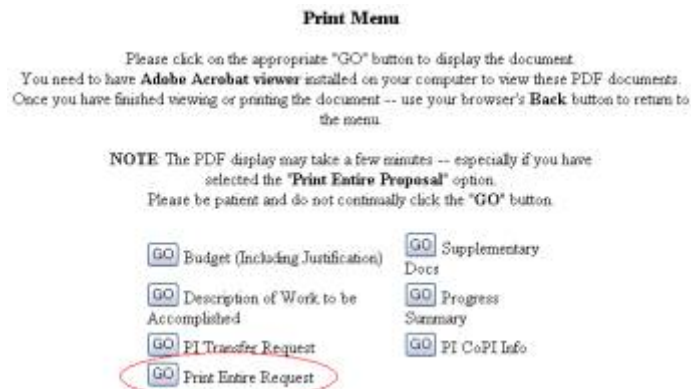 Print Menu
Please click on the appropriate "GO" button to display the document.
You need to have Adobe Acrobat viewer installed on your computer to view these PDF documents.
Once you have finished viewing or printing the document -- use your browser's Back button to return to
the menu.
NOTE: The PDF display may take a few minutes -- especially if you have
selected the "Print Entire Proposal" option.
Please be patient and do not continually click the "GO" button.
GO Budget (Including Justification)
GO Supplementary
Docs
GO Description of Work to be
Accomplished
GO Progress
Summary
GO PI Transfer Request
GO PI CoPI Info
GO Print Entire Request